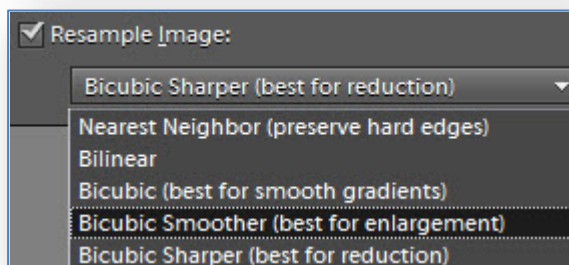 Resample Image:
Bicubic Sharper (best for reduction)
Nearest Neighbor (preserve hard edges)
Bilinear
Bicubic (best for smooth gradients)
Bicubic Smoother (best for enlargement)
Bicubic Sharper (best for reduction)